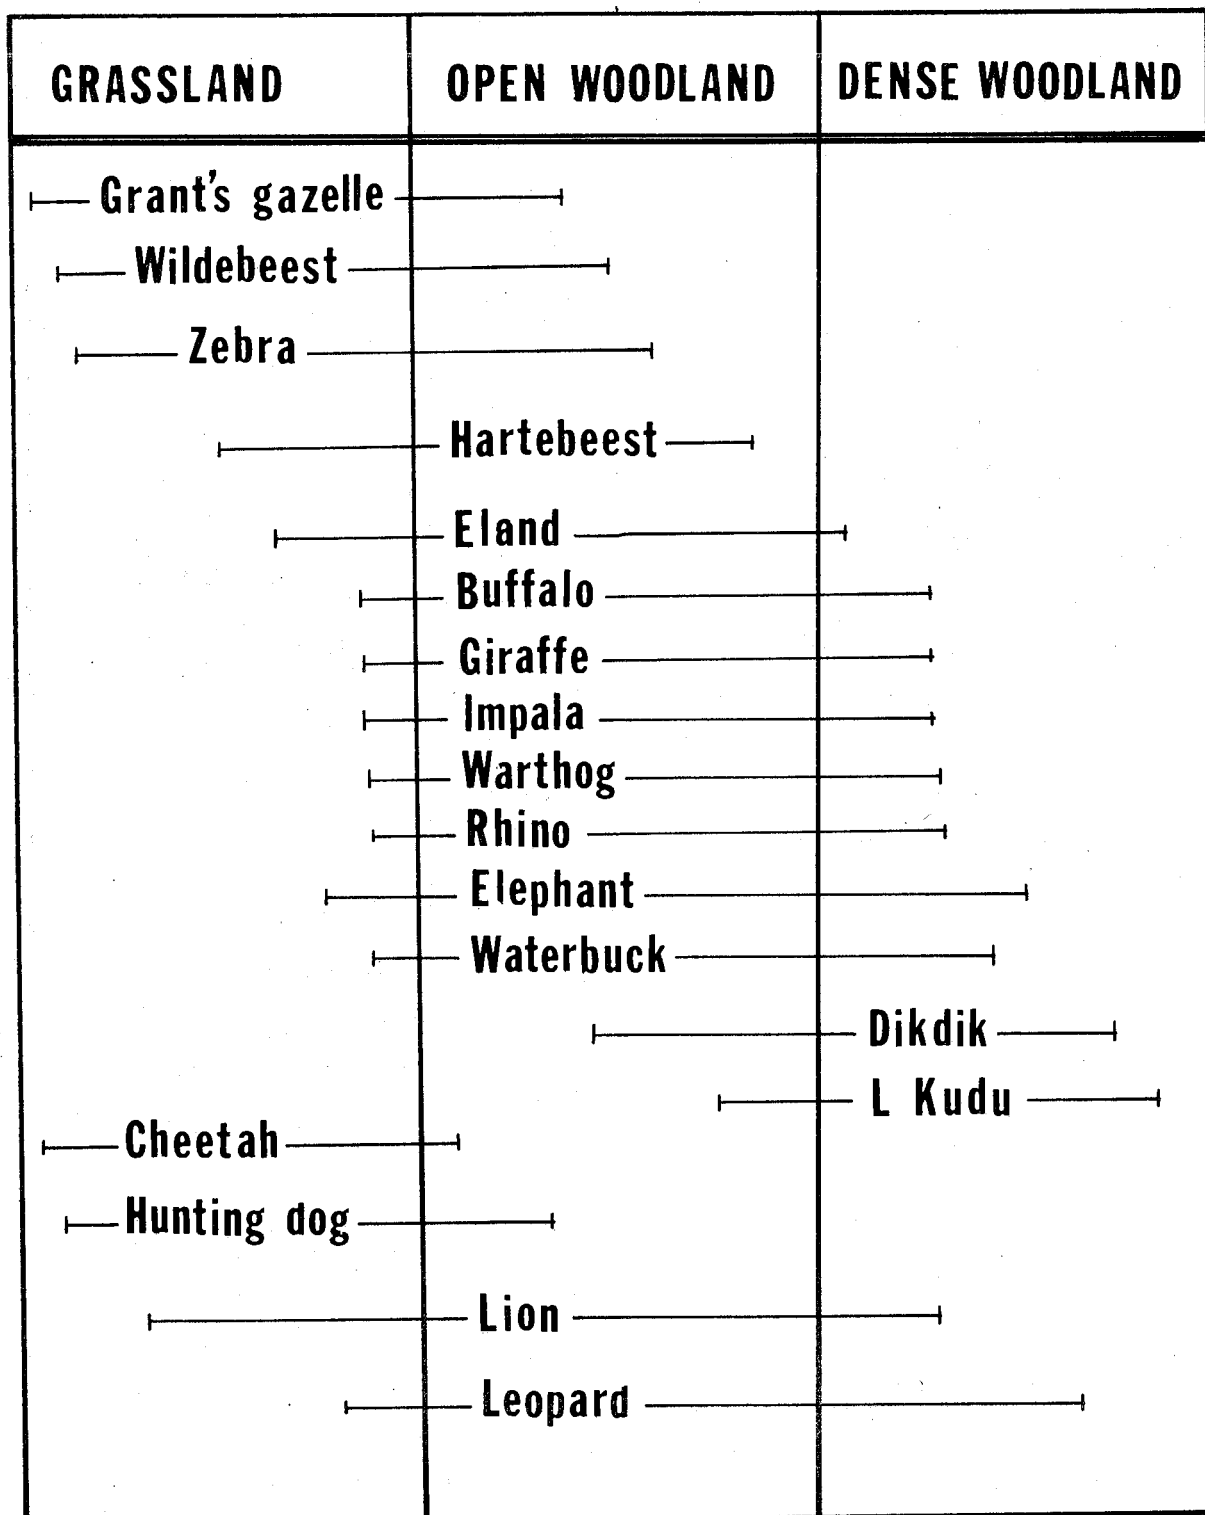 GRASSLAND OPEN WOODLAND DENSE WOODLAND
Grant's gazelle
Wildebeest
Zebra
Hartebeest
Eland
Buffalo
Giraffe
Impala
Warthog
Rhino
Elephant
Waterbuck
Dikdik
L Kudu
Cheetah
Hunting dog
Lion
Leopard